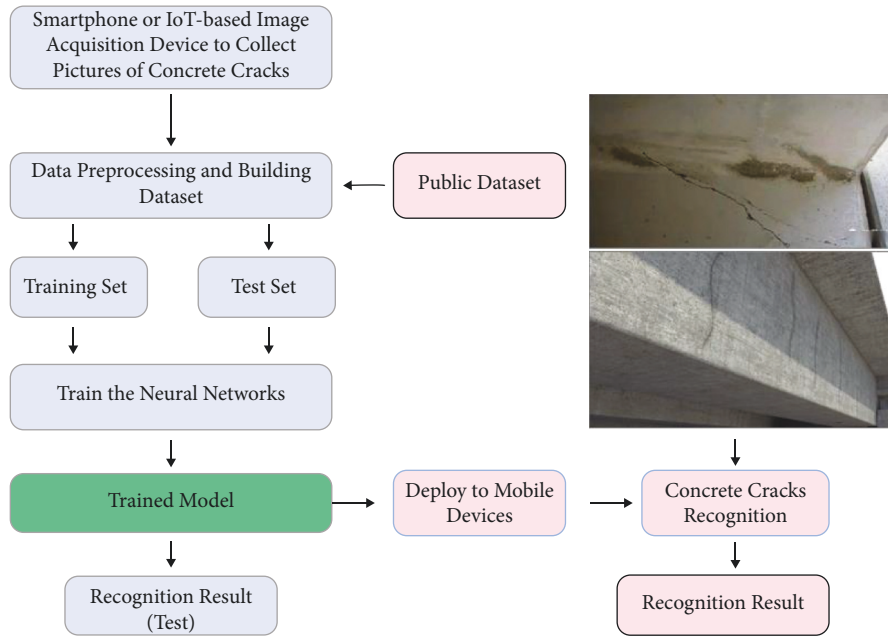 Smartphone or IoT-based Image
Acquisition Device to Collect
Pictures of Concrete Cracks
Data Preprocessing and Building
Dataset
Public Dataset
Training Set
Test Set
Train the Neural Networks
Trained Model
Deploy to Mobile
Devices
Concrete Cracks
Recognition
Recognition Result
(Test)
Recognition Result